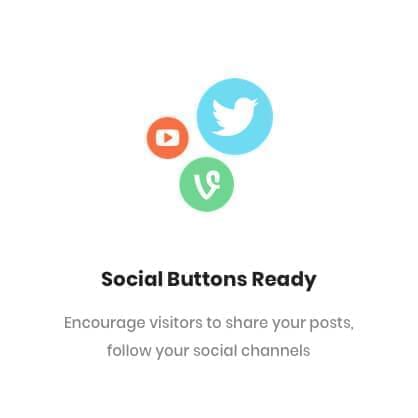 Social Buttons Ready
Encourage visitors to share your posts,
follow your social channels